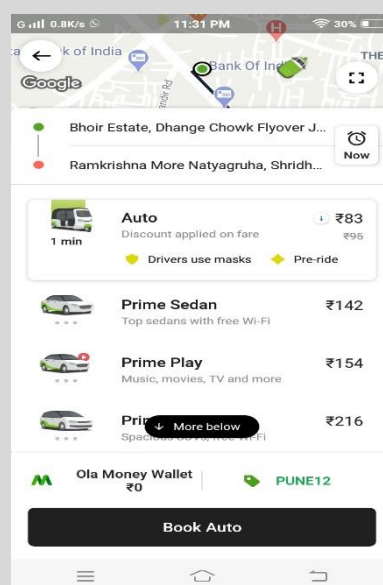 G 0.8K/s 11:31 PM 30%
k of India
THE
Bank Of Ind
Google
Rd
Bhoir Estate, Dhange Chowk Flyover J...
Now
Ramkrishna More Natyagruha, Shridh...
Auto
i ₹83
Discount applied on fare
₹95
1 min
Drivers use masks
Pre-ride
Prime Sedan
₹142
Top sedans with free Wi-Fi
Prime Play
₹154
Music, movies, TV and more
₹216
↓ More below
Ola Money Wallet
₹0
PUNE12
Book Auto